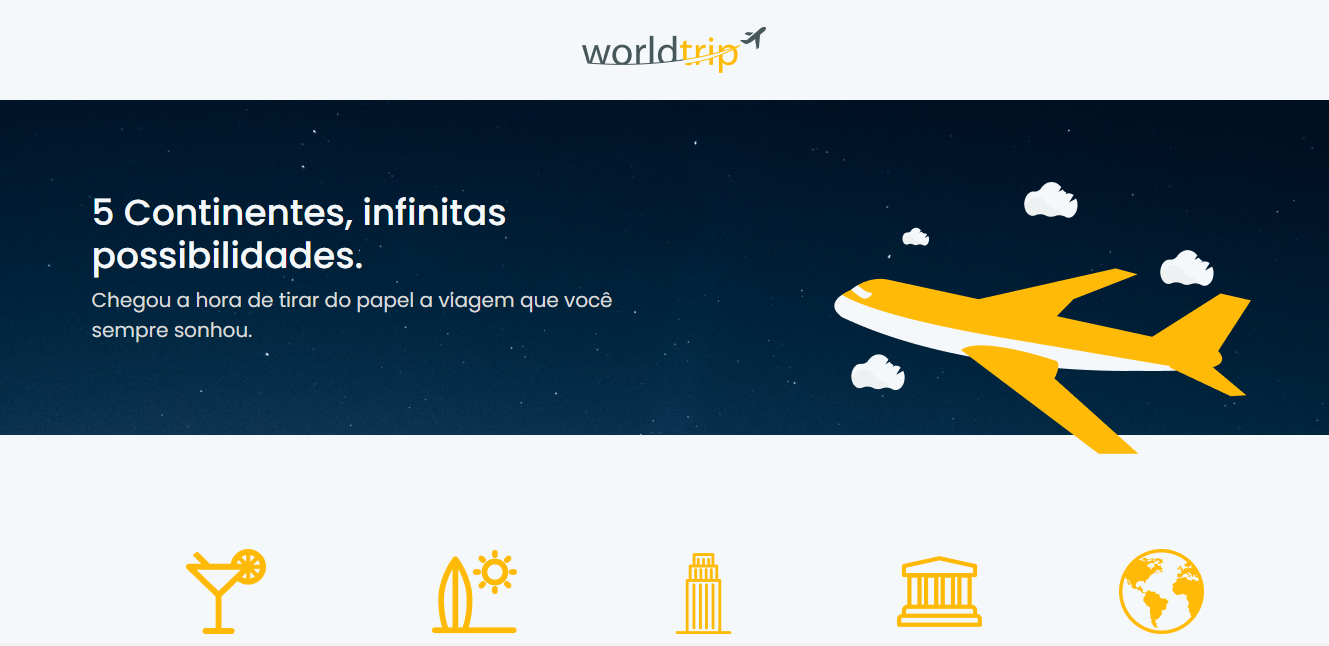 worldtrip
5 Continentes, infinitas
possibilidades.
Chegou a hora de tirar do papel a viagem que você
sempre sonhou.